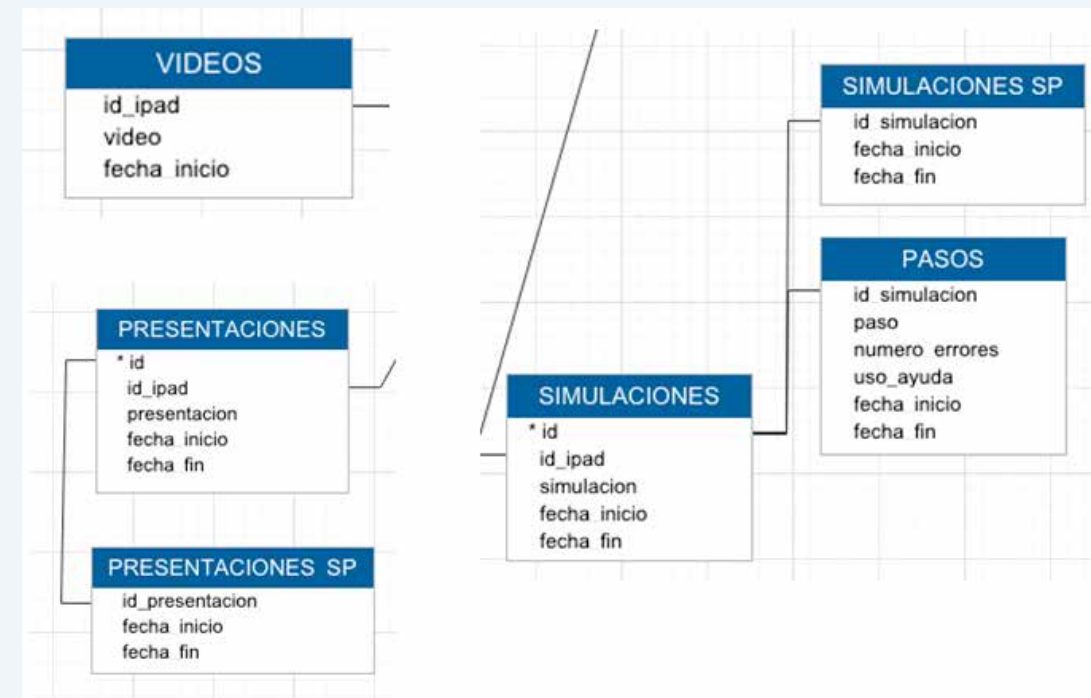 VIDEOS
id_ipad
video
fecha inicio
PRESENTACIONES
* id
id_ipad
presentacion
fecha inicio
fecha fin
PRESENTACIONES SP
id_presentacion
fecha inicio
fecha fin
SIMULACIONES SP
id simulacion
fecha inicio
fecha fin
PASOS
id simulacion
paso
numero errores
uso_ayuda
fecha inicio
fecha fin
SIMULACIONES
* id
id_ipad
simulacion
fecha inicio
fecha fin